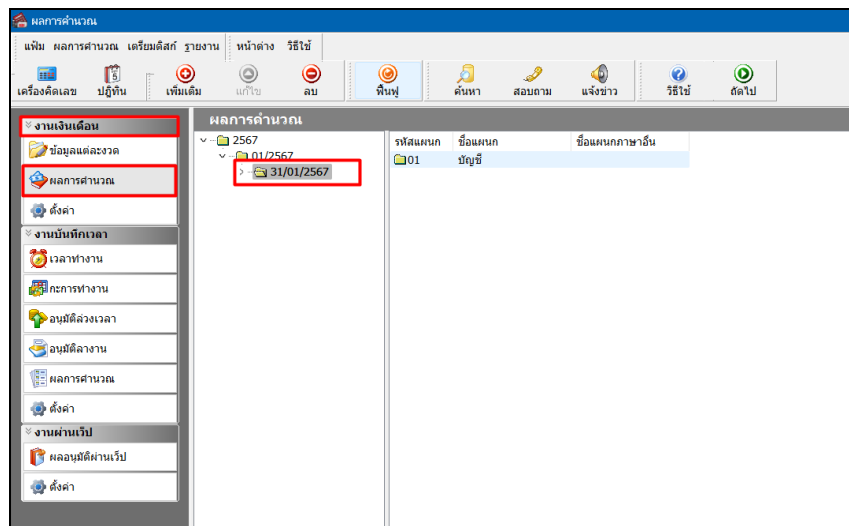 ผลการคำนวณ
แฟ้ม ผลการคำนวณ เตรียมดิสก์ รายงาน หน้าต่าง วิธีใช้
เครื่องคิดเลข ปฏิทิน เพิ่มเติม แก้ไข ลบ ฟื้นฟู ค้นหา สอบถาม แจ้งข่าว วิธีใช้ ถัดไป
งานเงินเดือน
ข้อมูลแต่ละงวด
ผลการคำนวณ
ตั้งค่า
งานบันทึกเวลา
เวลาทำงาน
กะการทำงาน
อนุมัติล่วงเวลา
อนุมัติลางาน
ผลการคำนวณ
ตั้งค่า
งานผ่านเว็ป
ผลอนุมัติผ่านเว็ป
ตั้งค่า
ผลการคำนวณ
2567
01/2567
31/01/2567
รหัสแผนก ชื่อแผนก ชื่อแผนกภาษาอื่น
01 บัญชี